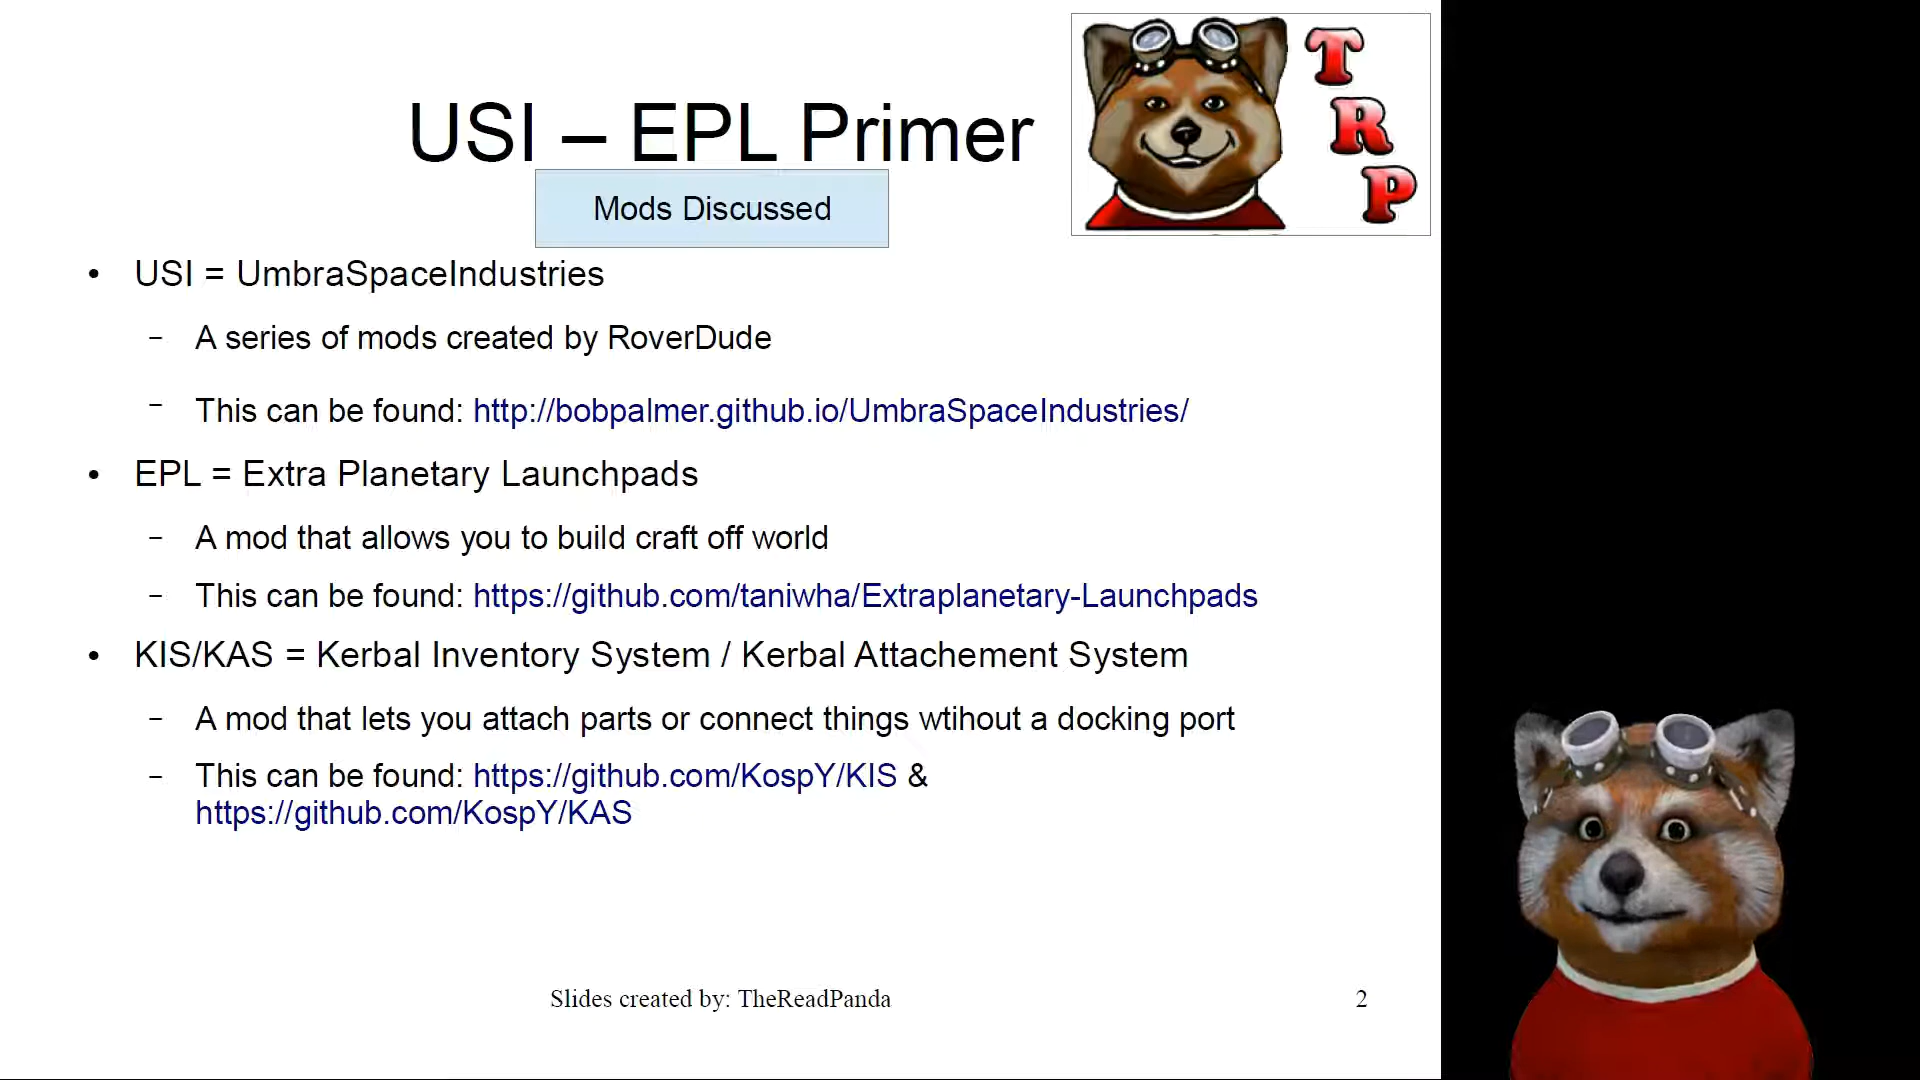 USI – EPL Primer
T
R
P
Mods Discussed
• USI = UmbraSpaceIndustries
– A series of mods created by RoverDude
– This can be found: http://bobpalmer.github.io/UmbraSpaceIndustries/
• EPL = Extra Planetary Launchpads
– A mod that allows you to build craft off world
– This can be found: https://github.com/taniwha/Extraplanetary-Launchpads
• KIS/KAS = Kerbal Inventory System / Kerbal Attachement System
– A mod that lets you attach parts or connect things wtihout a docking port
– This can be found: https://github.com/KospY/KIS &
https://github.com/KospY/KAS
Slides created by: TheReadPanda
2